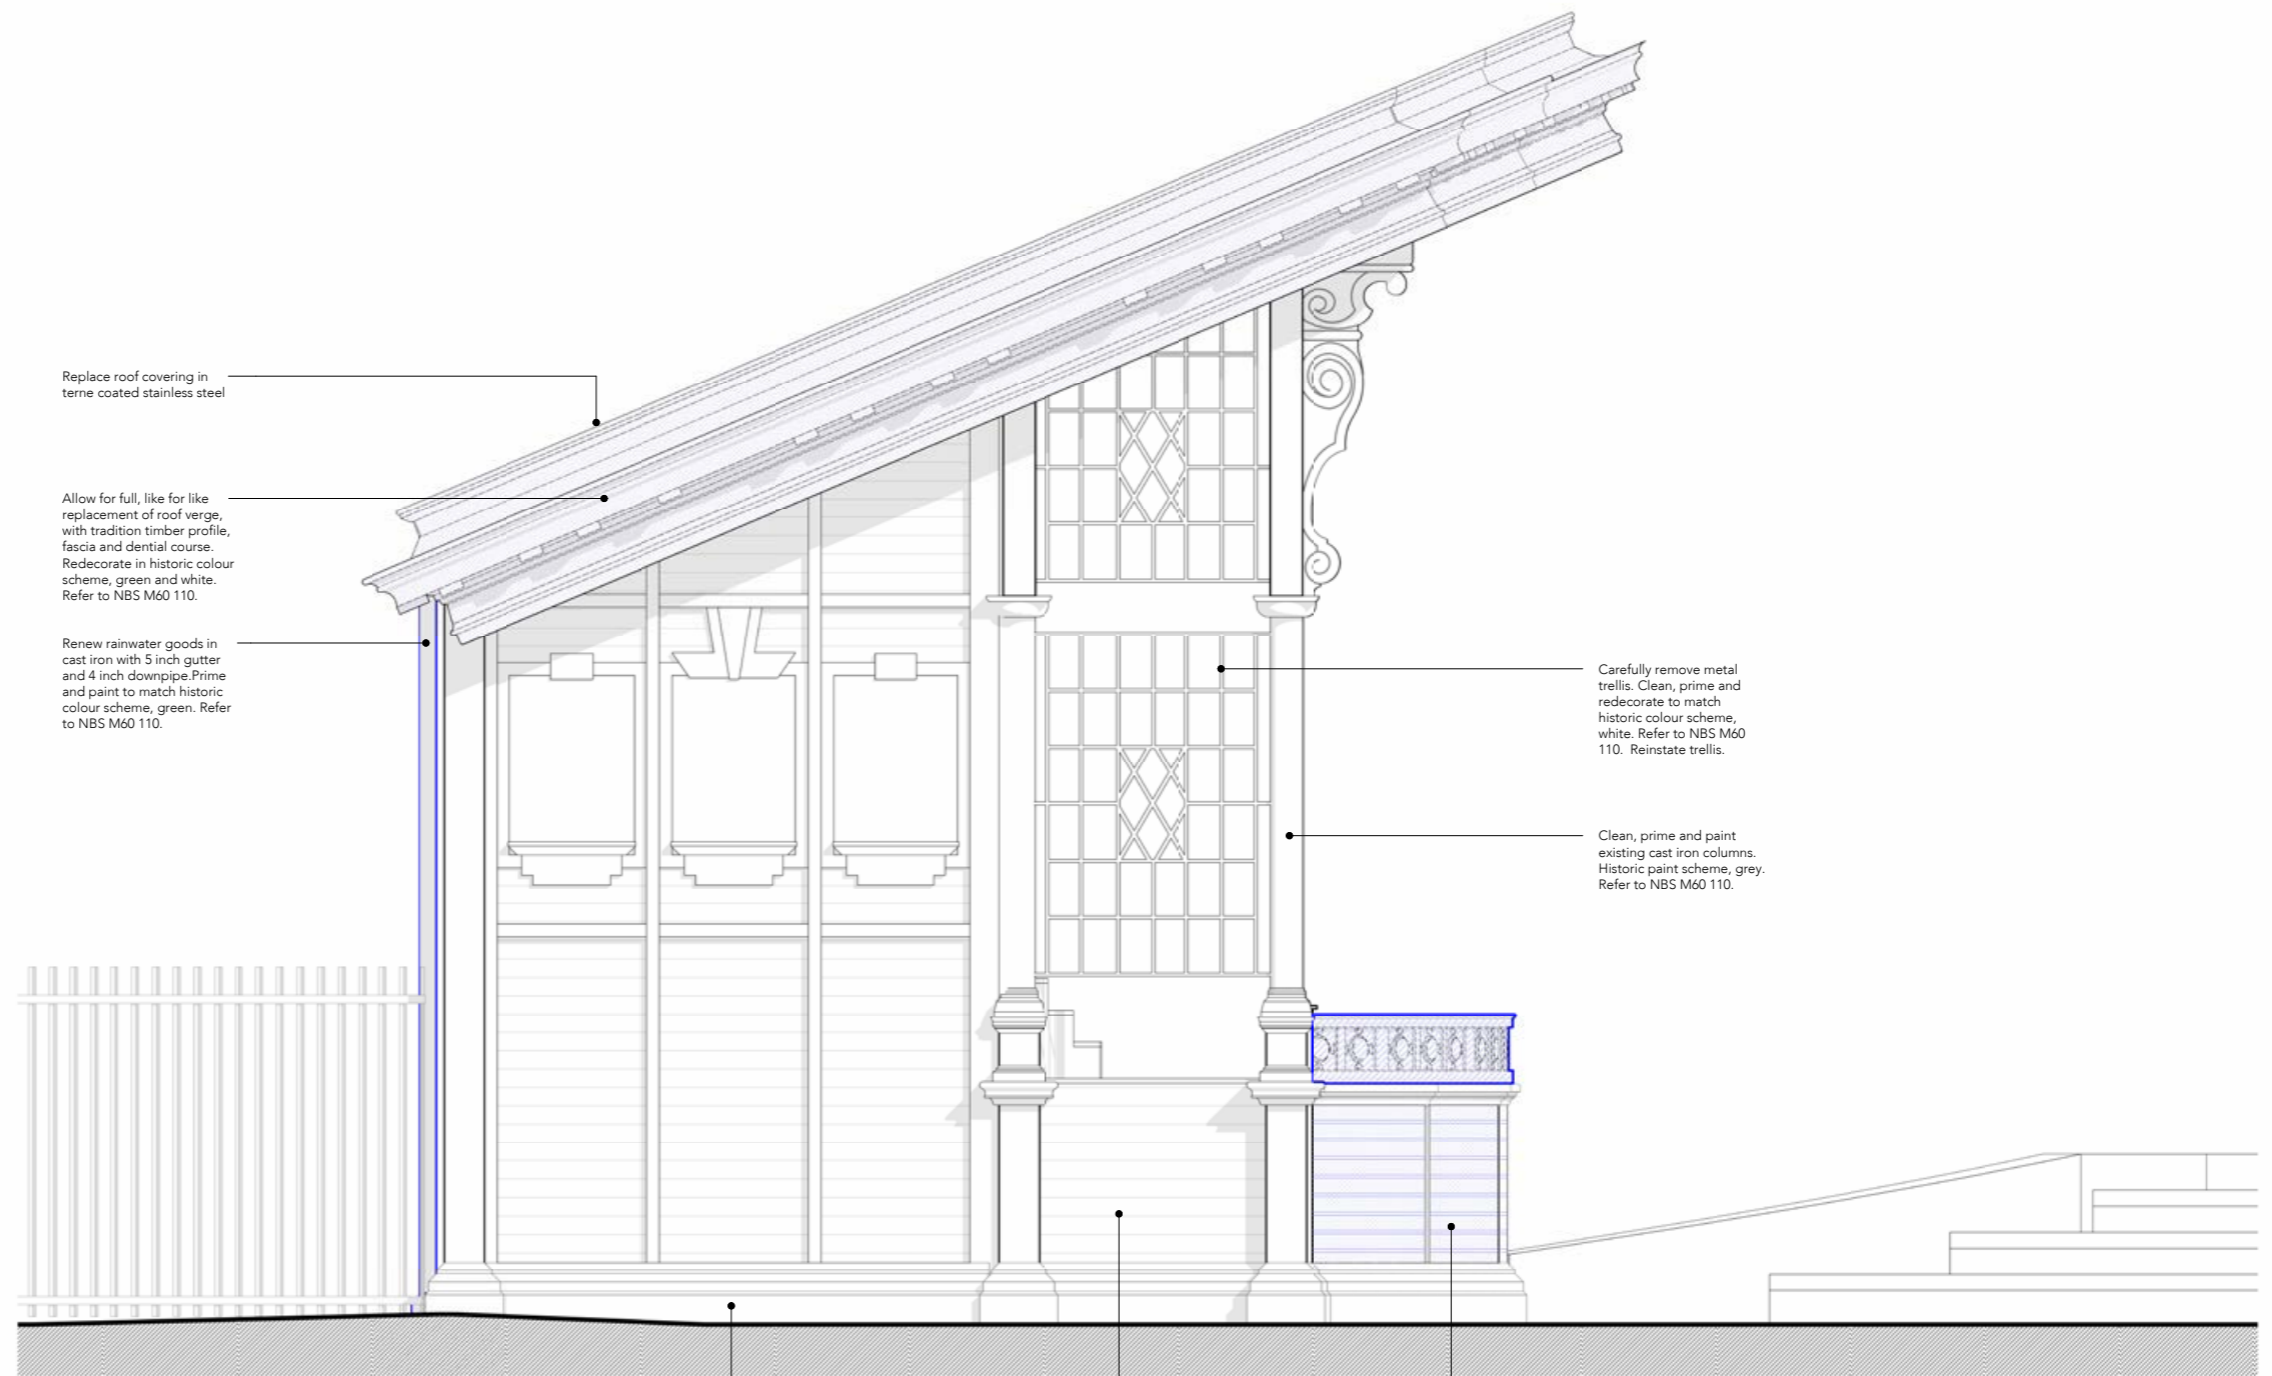 Replace roof covering in
terne coated stainless steel
Allow for full, like for like
replacement of roof verge,
with tradition timber profile,
fascia and dential course.
Redecorate in historic colour
scheme, green and white.
Refer to NBS M60 110.
Renew rainwater goods in
cast iron with 5 inch gutter
and 4 inch downpipe.Prime
and paint to match historic
colour scheme, green. Refer
to NBS M60 110.
Carefully remove metal
trellis. Clean, prime and
redecorate to match
historic colour scheme,
white. Refer to NBS M60
110.  Reinstate trellis.
Clean, prime and paint
existing cast iron columns.
Historic paint scheme, grey.
Refer to NBS M60 110.